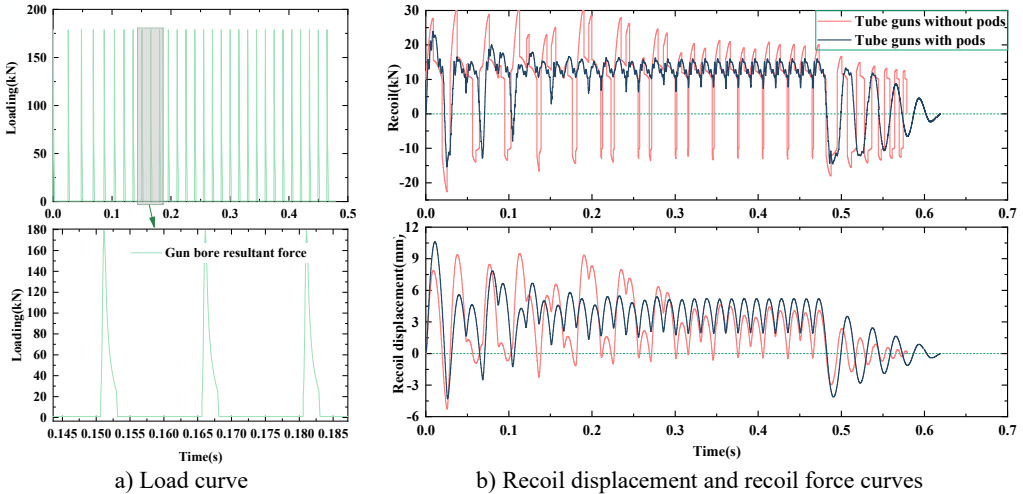 200
150
100
50
0
Loading(kN)
0.0 0.1 0.2 0.3 0.4 0.5
180
160
140
120
100
80
60
40
20
0
Loading(kN)
Gun bore resultant force
0.145 0.150 0.155 0.160 0.165 0.170 0.175 0.180 0.185
Time(s)
a) Load curve
30
20
10
0
-10
-20
Recoil(kN)
Tube guns without pods
Tube guns with pods
0.0 0.1 0.2 0.3 0.4 0.5 0.6 0.7
12
9
6
3
0
-3
-6
Recoil displacement(mm)
0.0 0.1 0.2 0.3 0.4 0.5 0.6 0.7
Time(s)
b) Recoil displacement and recoil force curves